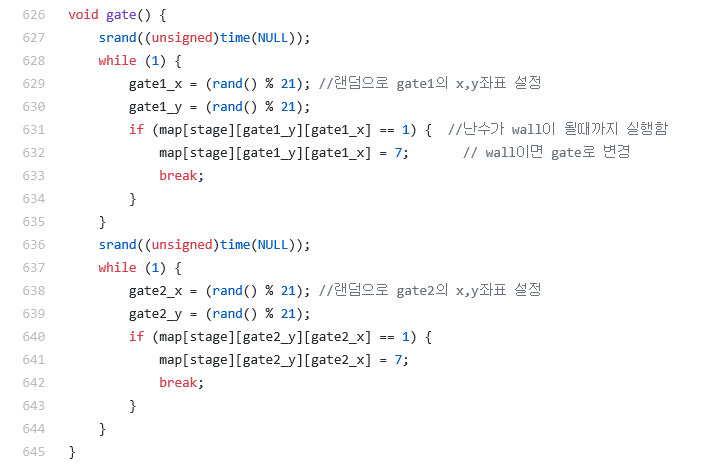 626 void gate() {
627 srand((unsigned)time(NULL));
628 while (1) {
629 gate1_x = (rand() % 21); //랜덤으로 gate1의 x,y좌표 설정
630 gate1_y = (rand() % 21);
631 if (map[stage][gate1_y][gate1_x] == 1) { //난수가 wall이 될때까지 실행함
632 map[stage][gate1_y][gate1_x] = 7; // wall이면 gate로 변경
633 break;
634 }
635 }
636 srand((unsigned)time(NULL));
637 while (1) {
638 gate2_x = (rand() % 21); //랜덤으로 gate2의 x,y좌표 설정
639 gate2_y = (rand() % 21);
640 if (map[stage][gate2_y][gate2_x] == 1) {
641 map[stage][gate2_y][gate2_x] = 7;
642 break;
643 }
644 }
645 }